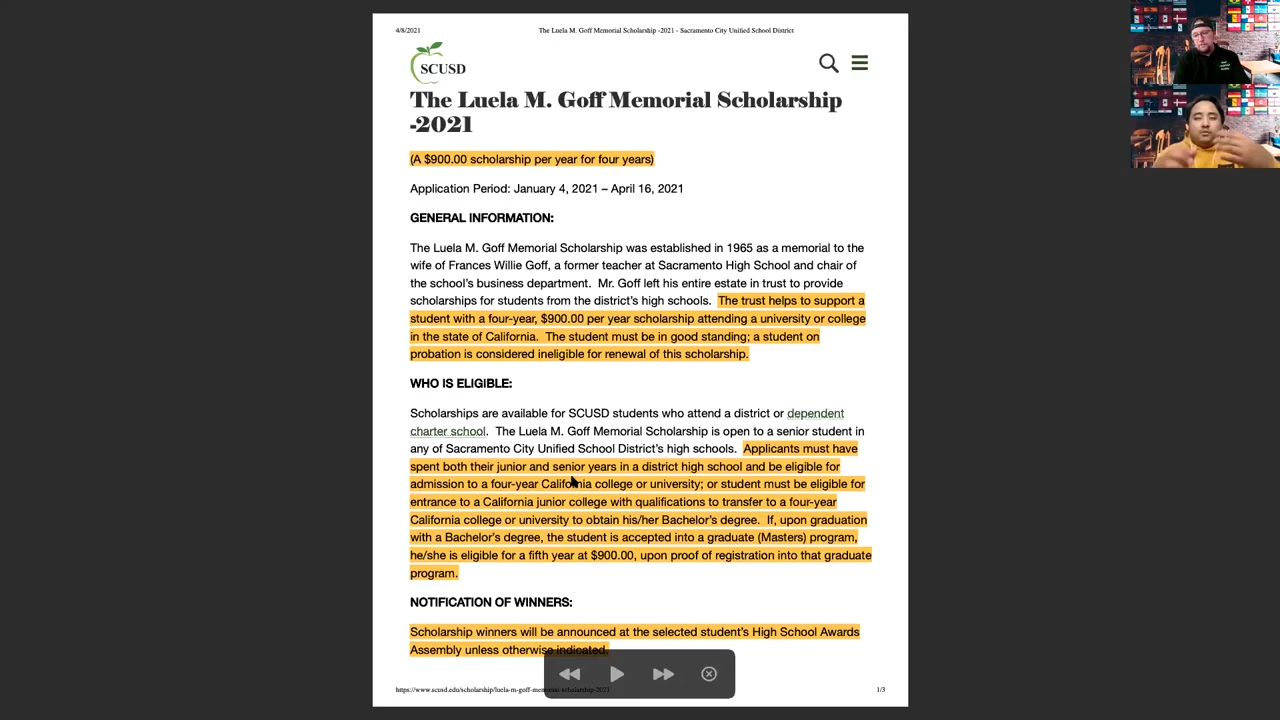 4/8/2021
The Luela M. Goff Memorial Scholarship -2021 - Sacramento City Unified School District
SCUSD
The Luela M. Goff Memorial Scholarship
-2021
(A $900.00 scholarship per year for four years)
Application Period: January 4, 2021 – April 16, 2021
GENERAL INFORMATION:
The Luela M. Goff Memorial Scholarship was established in 1965 as a memorial to the
wife of Frances Willie Goff, a former teacher at Sacramento High School and chair of
the school's business department. Mr. Goff left his entire estate in trust to provide
scholarships for students from the district's high schools. The trust helps to support a
student with a four-year, $900.00 per year scholarship attending a university or college
in the state of California. The student must be in good standing; a student on
probation is considered ineligible for renewal of this scholarship.
WHO IS ELIGIBLE:
Scholarships are available for SCUSD students who attend a district or dependent
charter school. The Luela M. Goff Memorial Scholarship is open to a senior student in
any of Sacramento City Unified School District's high schools. Applicants must have
spent both their junior and senior years in a district high school and be eligible for
admission to a four-year California college or university; or student must be eligible for
entrance to a California junior college with qualifications to transfer to a four-year
California college or university to obtain his/her Bachelor's degree. If, upon graduation
with a Bachelor's degree, the student is accepted into a graduate (Masters) program,
he/she is eligible for a fifth year at $900.00, upon proof of registration into that graduate
program.
NOTIFICATION OF WINNERS:
Scholarship winners will be announced at the selected student's High School Awards
Assembly unless otherwise indicated.
https://www.scusd.edu/scholarship/luela-m-goff-memorial-scholarship-2021
1/3